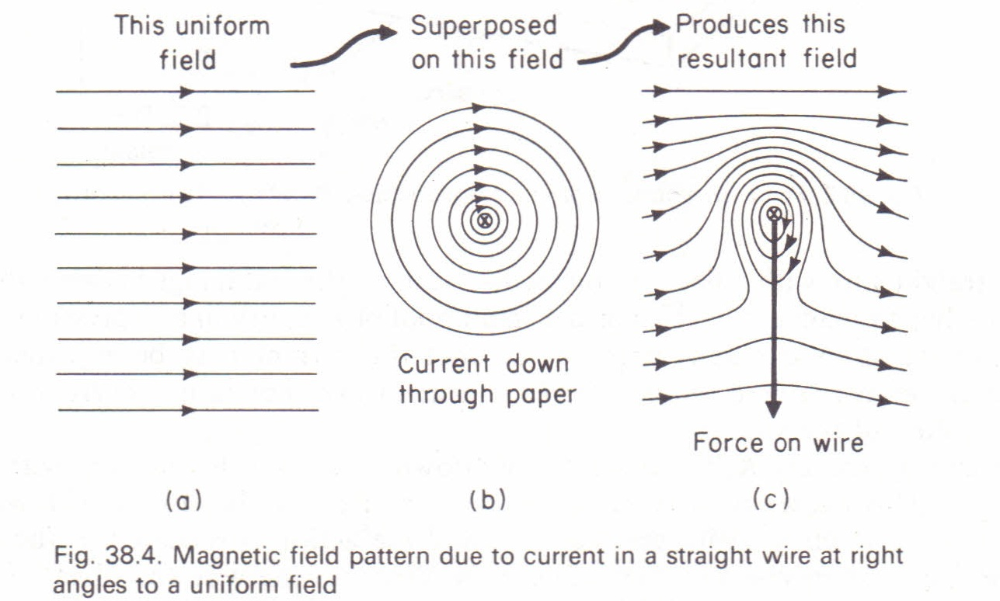 This uniform
field
Superposed
on this field
Produces this
resultant field
Current down
through paper
Force on wire
(a)
(b)
(c)
Fig. 38.4. Magnetic field pattern due to current in a straight wire at right
angles to a uniform field